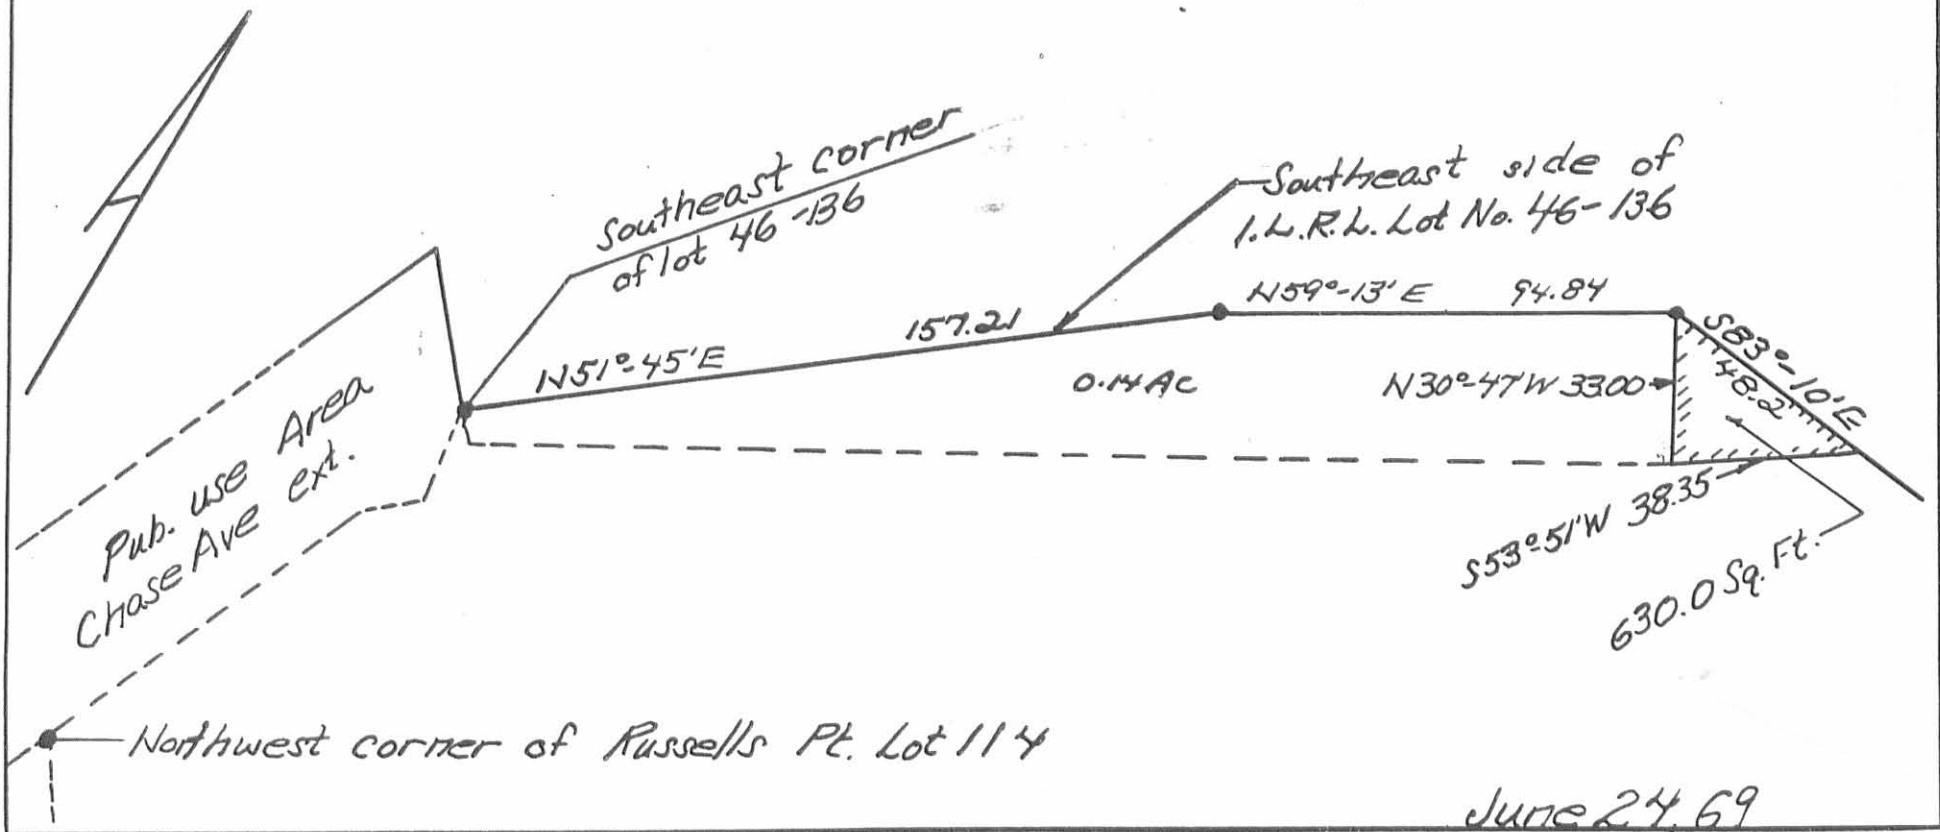 Southeast corner
of lot 46-136
Southeast side of
I.L.R.L. Lot No. 46-136
N59°-13'E 94.84
157.21
N51°-45'E
0.14 Ac
N30°-47'W 33.00
S83°-10'E
48.2
Pub. use Area
Chase Ave ext.
S53°-51'W 38.35
630.0 Sq. Ft.
Northwest corner of Russells Pt. Lot 114
June 24, 69